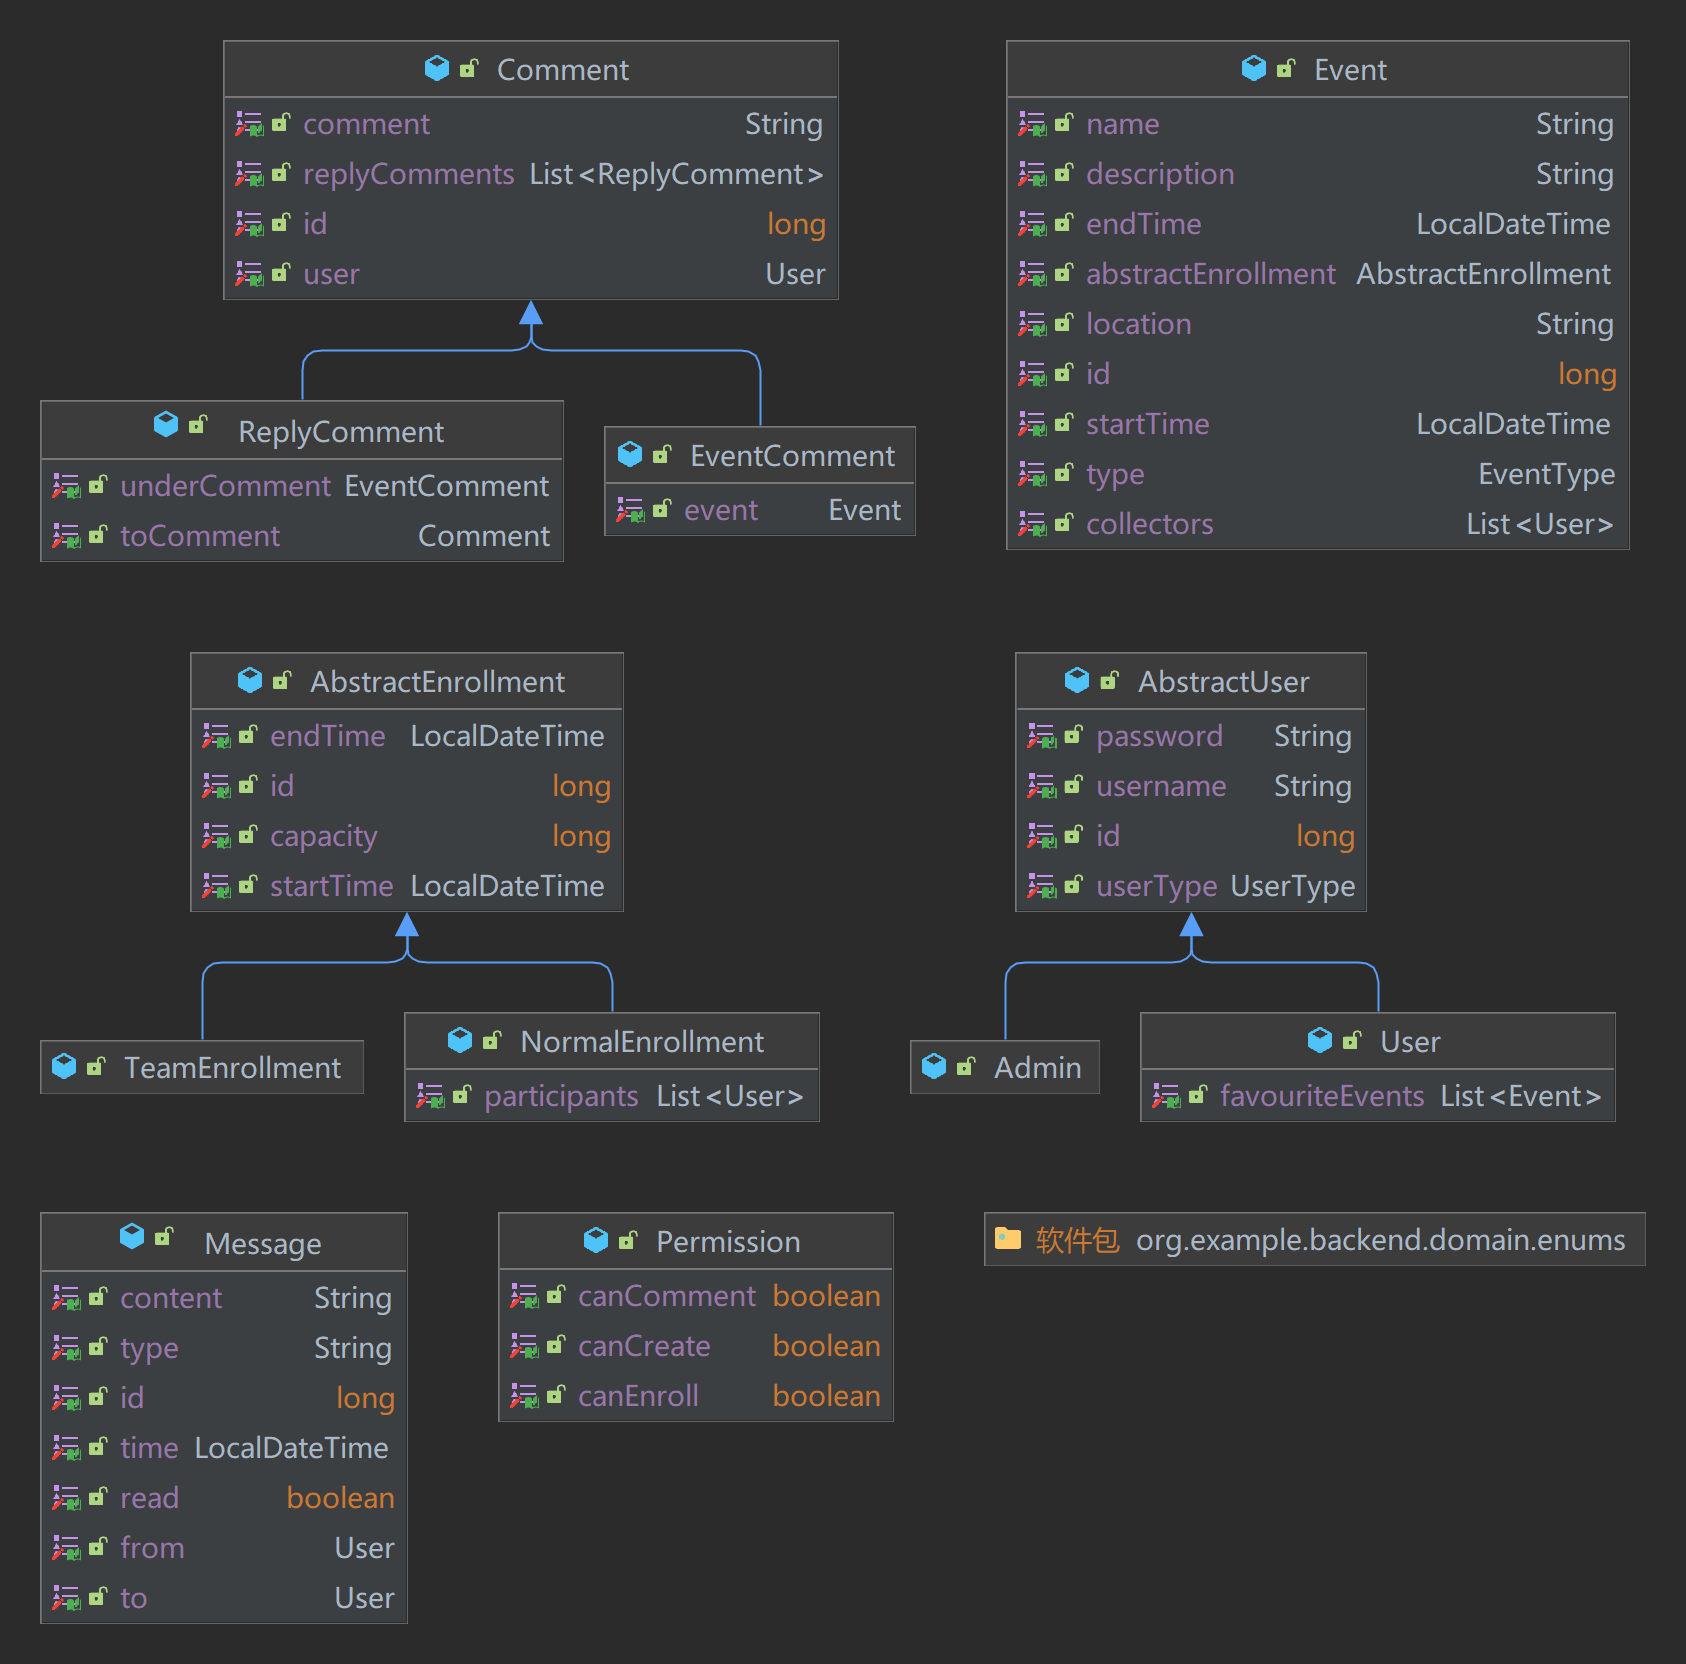 Comment
comment String
replyComments List<ReplyComment>
id long
user User
Event
name String
description String
endTime LocalDateTime
abstractEnrollment AbstractEnrollment
location String
id long
startTime LocalDateTime
type EventType
collectors List<User>
ReplyComment
underComment EventComment
toComment Comment
EventComment
event Event
AbstractEnrollment
endTime LocalDateTime
id long
capacity long
startTime LocalDateTime
AbstractUser
password String
username String
id long
userType UserType
TeamEnrollment
NormalEnrollment
participants List<User>
Admin
User
favouriteEvents List<Event>
Message
content String
type String
id long
time LocalDateTime
read boolean
from User
to User
Permission
canComment boolean
canCreate boolean
canEnroll boolean
软件包 org.example.backend.domain.enums